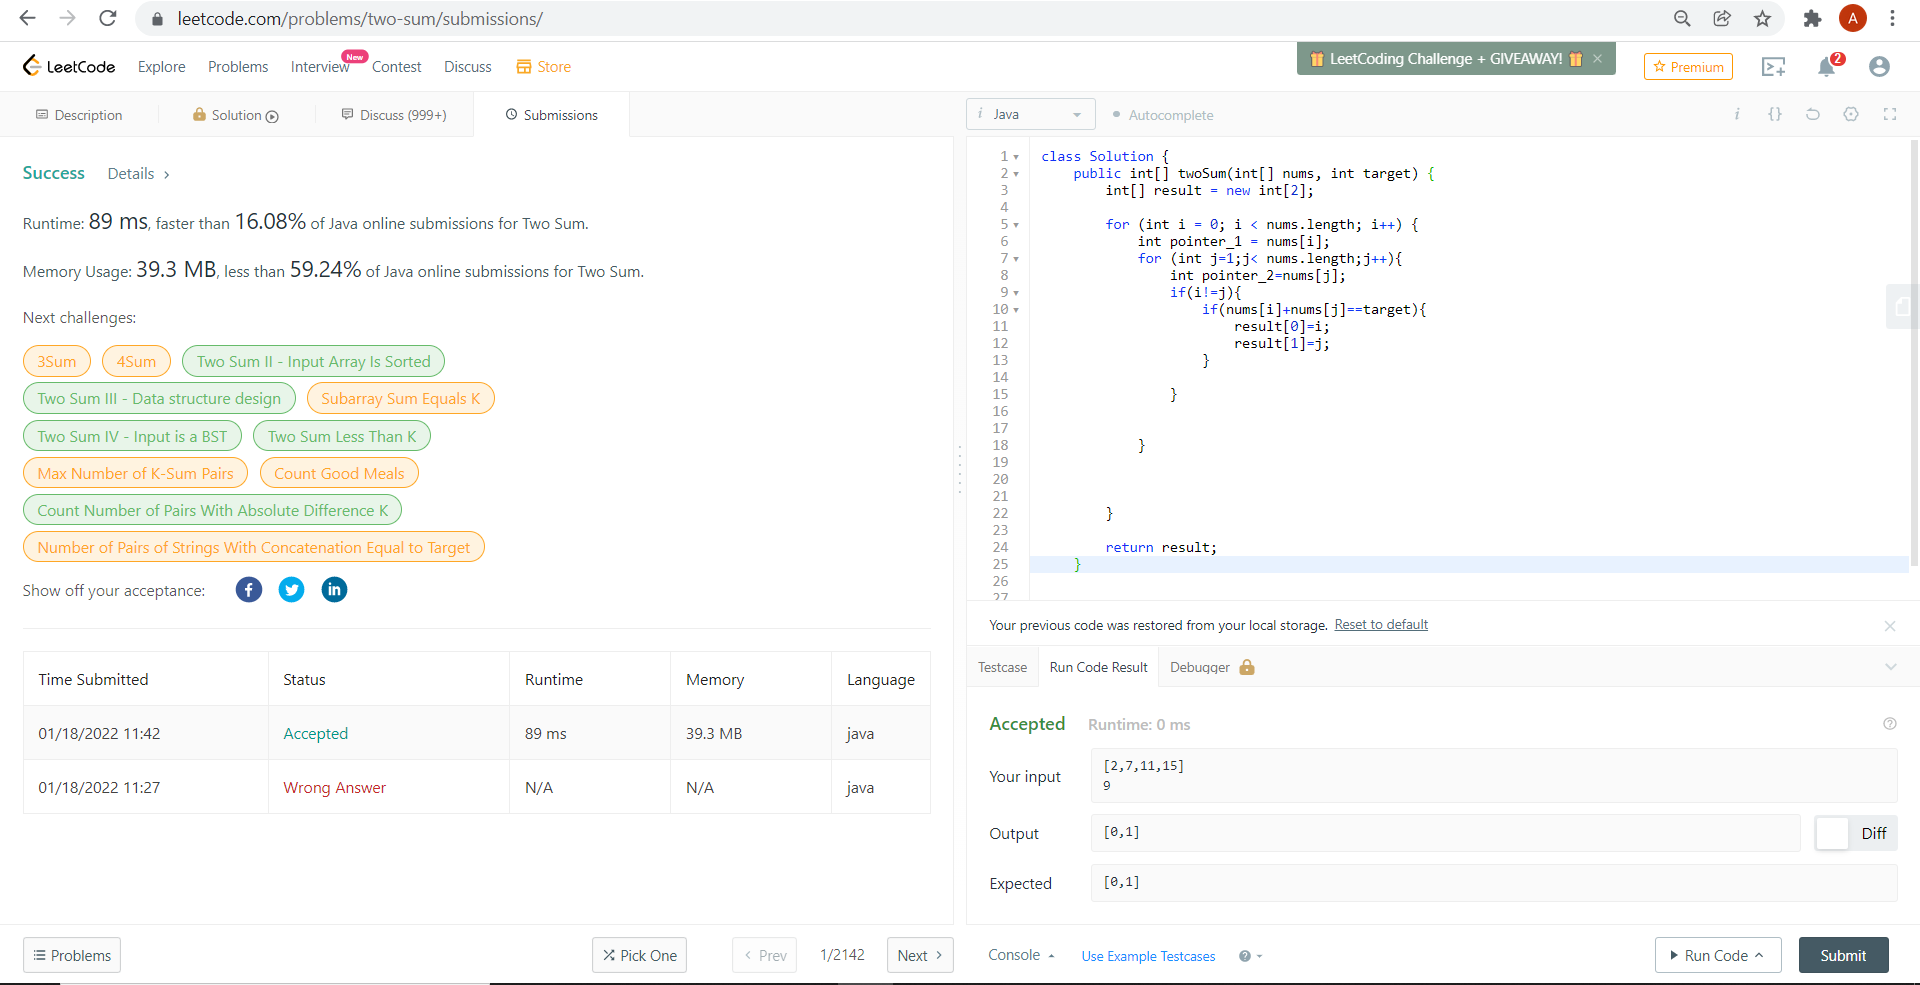 leetcode.com/problems/two-sum/submissions/
A
LeetCode Explore Problems Interview New Contest Discuss Store
LeetCoding Challenge + GIVEAWAY! ×
Premium
2
Description
Solution
Discuss (999+)
Submissions
Success Details ›
Runtime: 89 ms, faster than 16.08% of Java online submissions for Two Sum.
Memory Usage: 39.3 MB, less than 59.24% of Java online submissions for Two Sum.
Next challenges:
3Sum 4Sum Two Sum II - Input Array Is Sorted
Two Sum III - Data structure design Subarray Sum Equals K
Two Sum IV - Input is a BST Two Sum Less Than K
Max Number of K-Sum Pairs Count Good Meals
Count Number of Pairs With Absolute Difference K
Number of Pairs of Strings With Concatenation Equal to Target
Show off your acceptance:
Time Submitted Status Runtime Memory Language
01/18/2022 11:42 Accepted 89 ms 39.3 MB java
01/18/2022 11:27 Wrong Answer N/A N/A java
Problems
Pick One
‹ Prev
1/2142
Next ›
i Java
Autocomplete
i {}
1 class Solution {
2 public int[] twoSum(int[] nums, int target) {
3 int[] result = new int[2];
4
5 for (int i = 0; i < nums.length; i++) {
6 int pointer_1 = nums[i];
7 for (int j=1;j< nums.length;j++){
8 int pointer_2=nums[j];
9 if(i!=j){
10 if(nums[i]+nums[j]==target){
11 result[0]=i;
12 result[1]=j;
13 }
14
15 }
16
17
18 }
19
20
21
22 }
23
24 return result;
25 }
26
27
Your previous code was restored from your local storage. Reset to default
Testcase Run Code Result Debugger
Accepted Runtime: 0 ms
Your input
[2,7,11,15]
9
Output [0,1] Diff
Expected [0,1]
Console
Use Example Testcases
Run Code
Submit